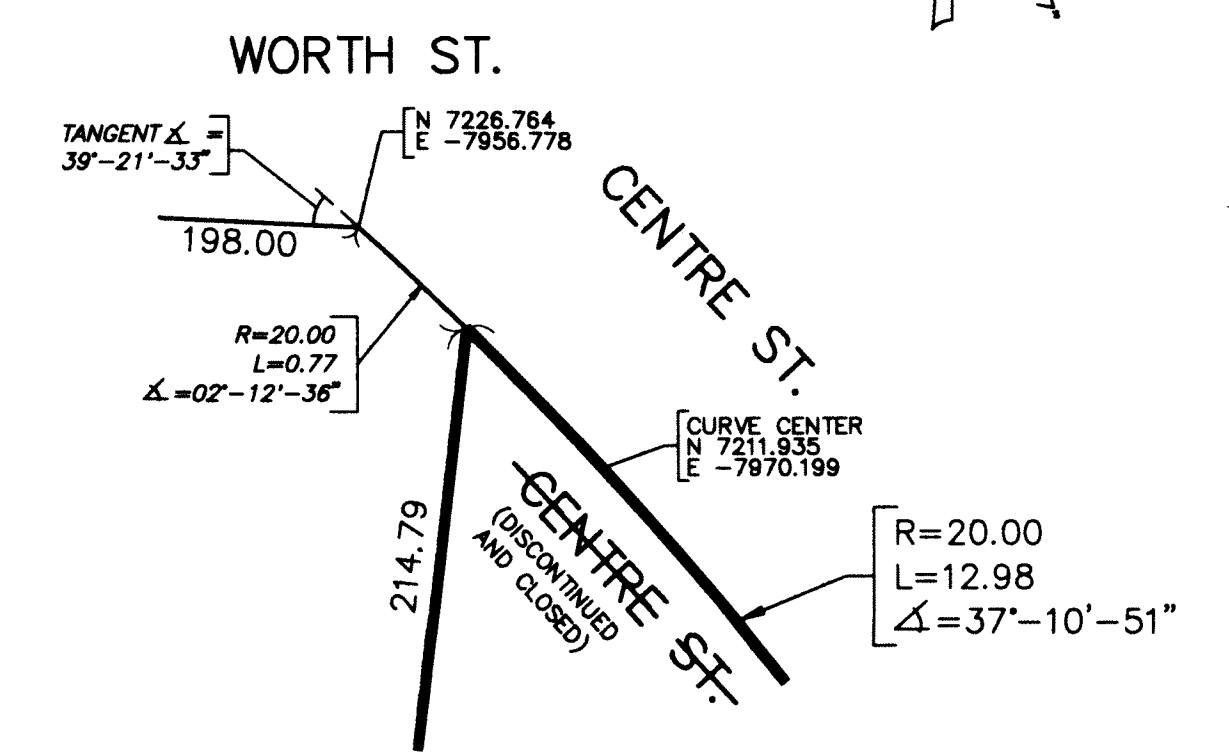 7"
WORTH ST.
TANGENT ∡ =
39°-21'-33"
N 7226.764
E -7956.778
198.00
CENTRE ST.
R=20.00
L=0.77
∡=02°-12'-36"
CURVE CENTER
N 7211.935
E -7970.199
214.79
CENTRE ST.
(DISCONTINUED
AND CLOSED)
R=20.00
L=12.98
∡=37°-10'-51"